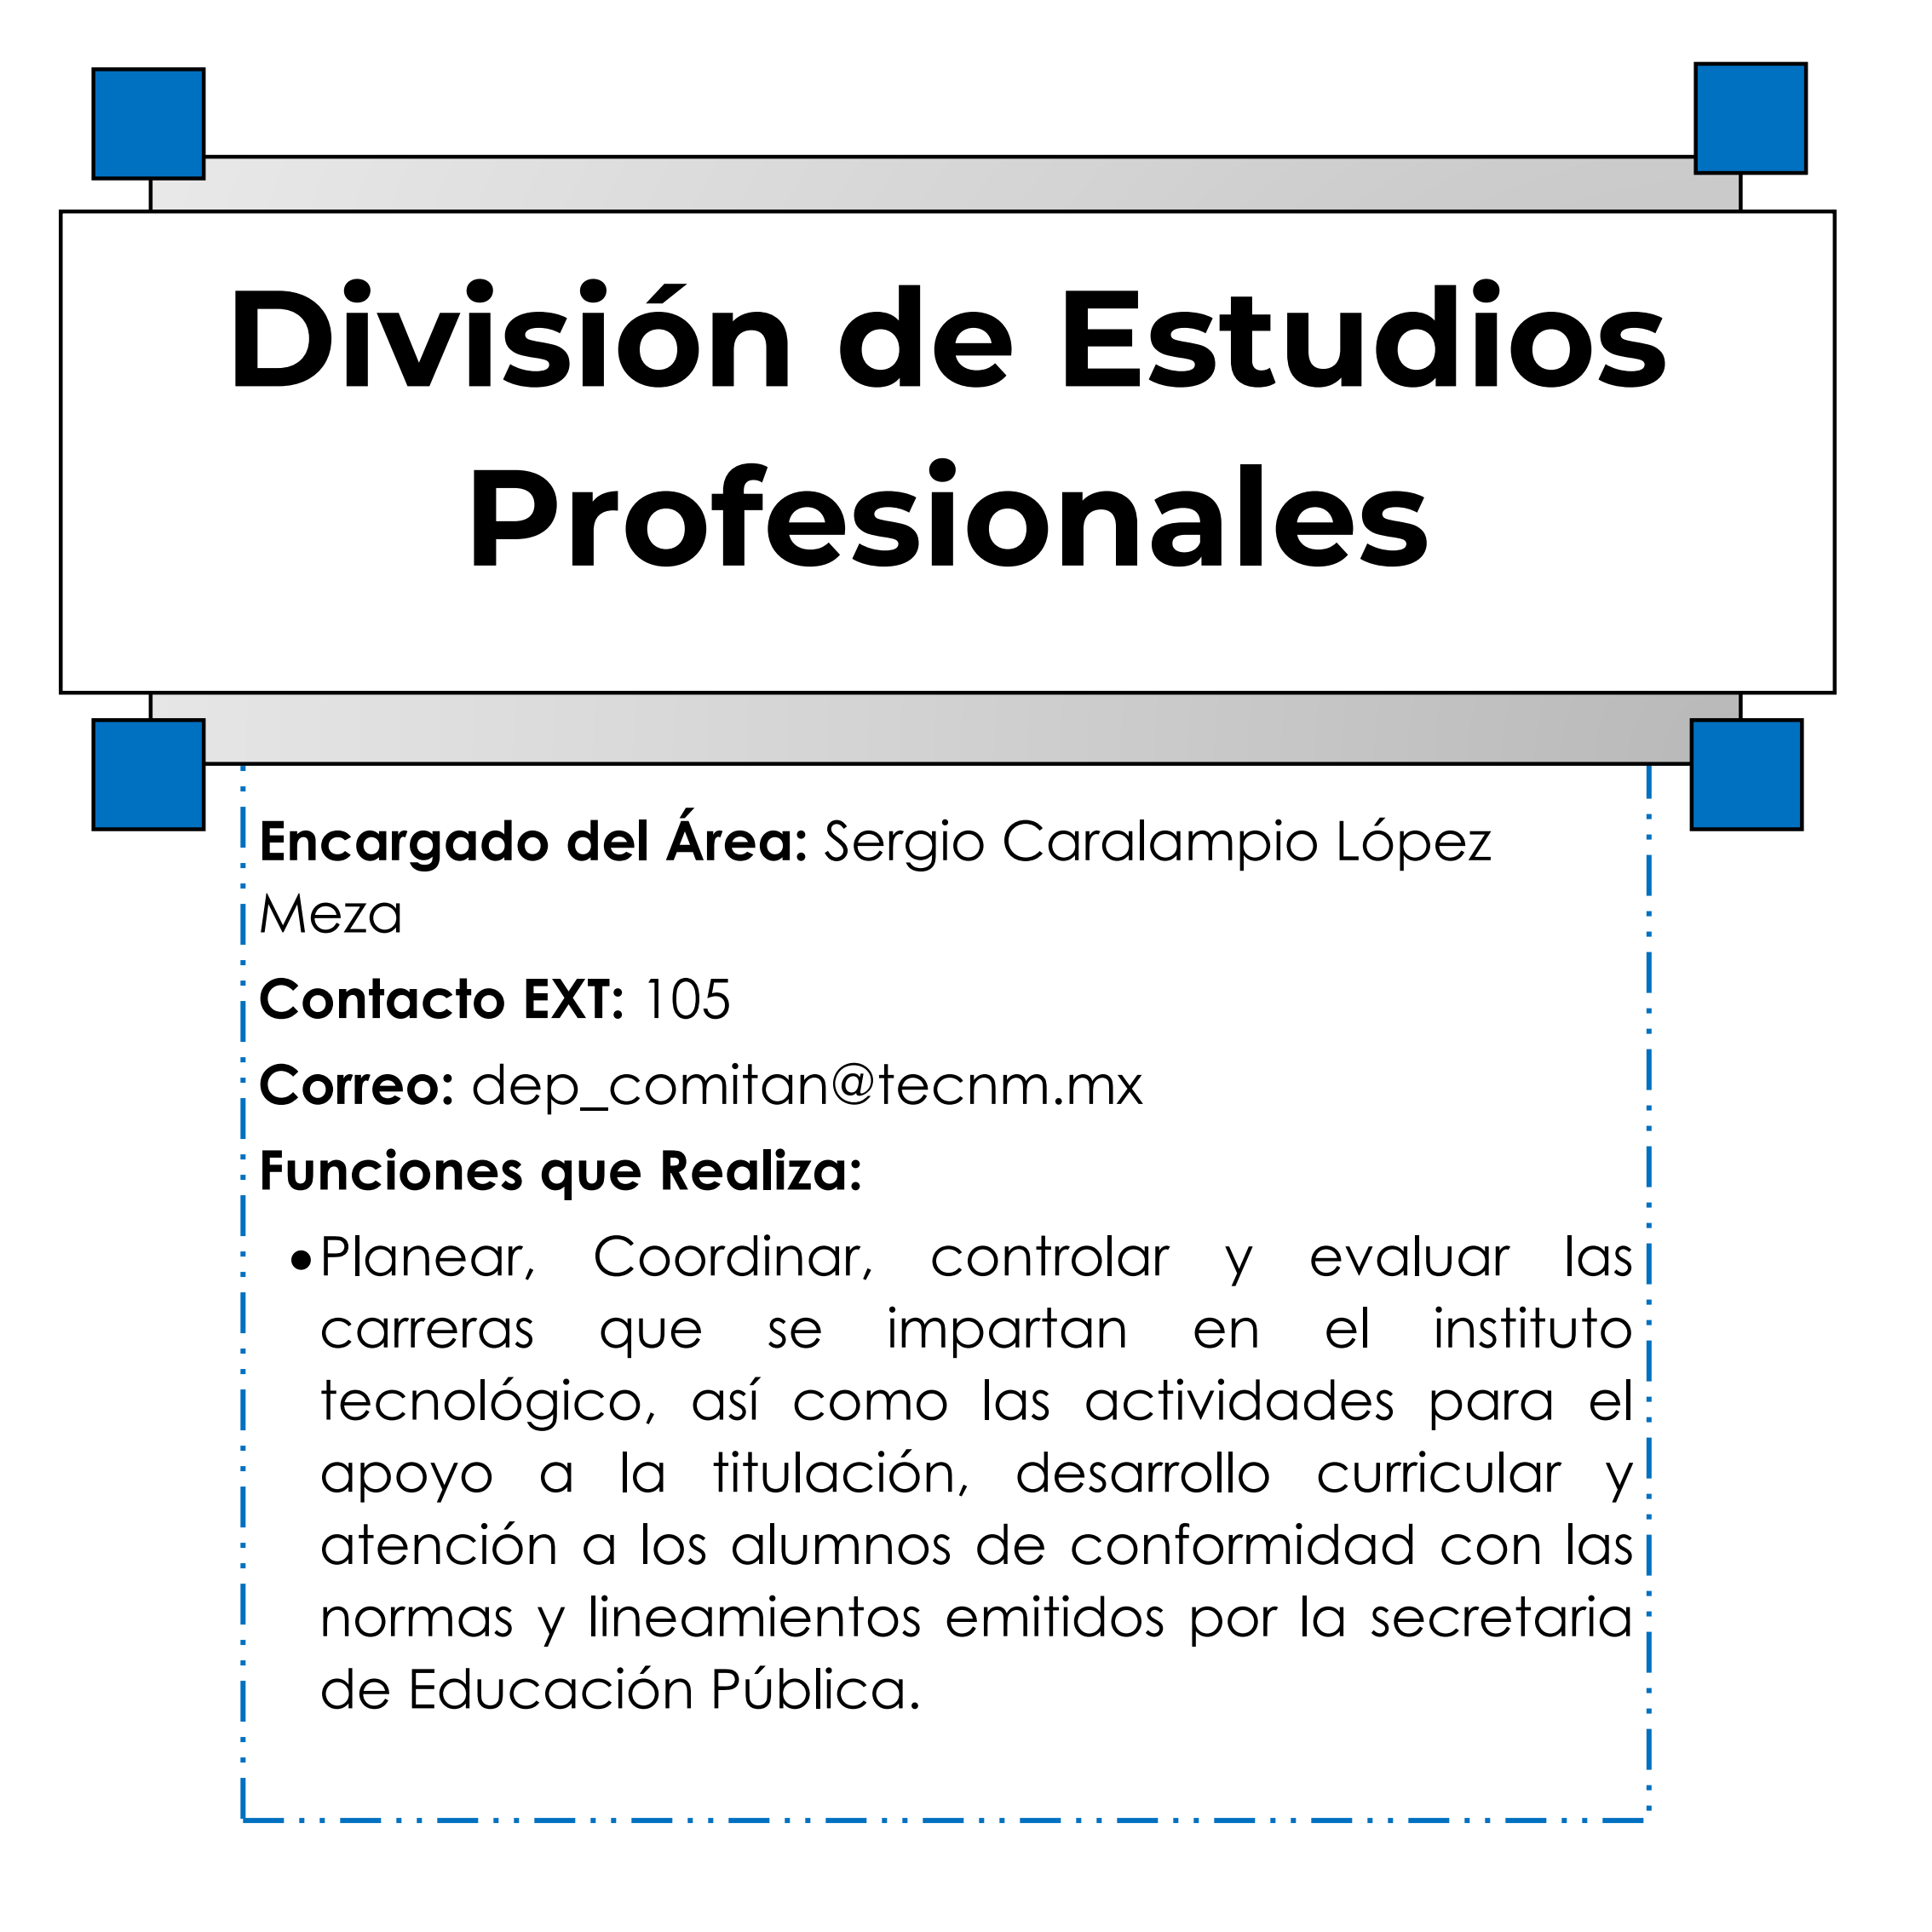 División de Estudios
Profesionales
Encargado del Área: Sergio Caralampio López
Meza
Contacto EXT: 105
Correo: dep_comitan@tecnm.mx
Funciones que Realiza:
•Planear, Coordinar, controlar y evaluar las
carreras que se impartan en el instituto
tecnológico, así como las actividades para el
apoyo a la titulación, desarrollo curricular y
atención a los alumnos de conformidad con las
normas y lineamientos emitidos por la secretaria
de Educación Pública.